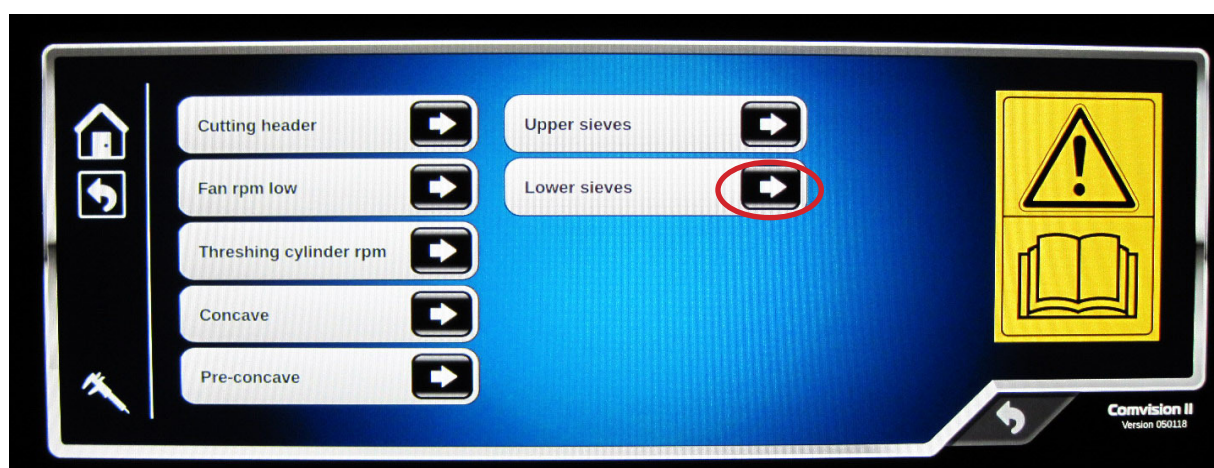 Cutting header
Fan rpm low
Threshing cylinder rpm
Concave
Pre-concave
Upper sieves
Lower sieves
Comvision II
Version 050118